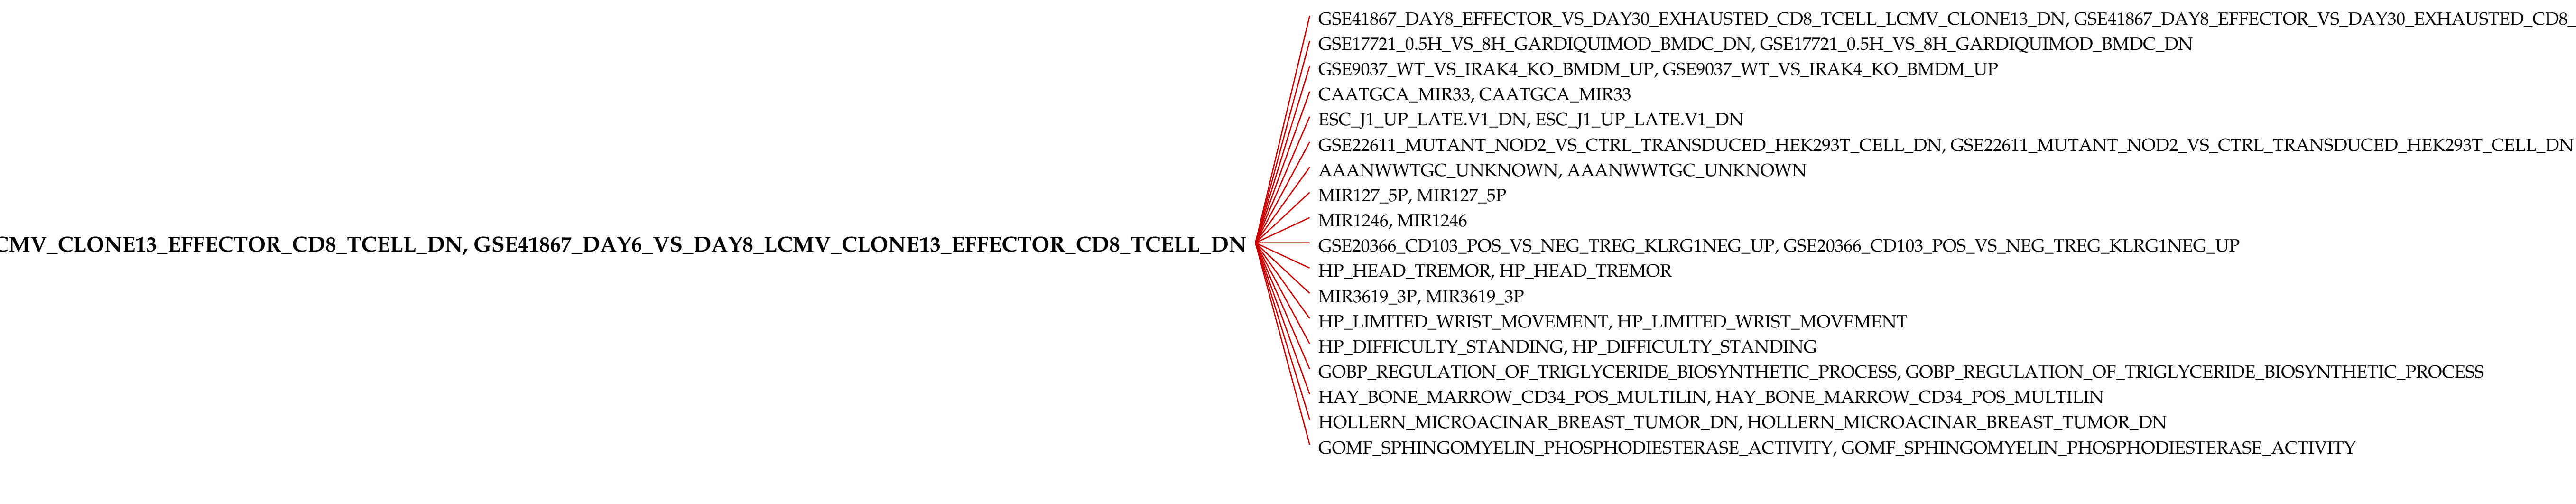 GSE41867_DAY8_EFFECTOR_VS_DAY30_EXHAUSTED_CD8_TCELL_LCMV_CLONE13_DN, GSE41867_DAY8_EFFECTOR_VS_DAY30_EXHAUSTED_CD8_
GSE17721_0.5H_VS_8H_GARDIQUIMOD_BMDC_DN, GSE17721_0.5H_VS_8H_GARDIQUIMOD_BMDC_DN
GSE9037_WT_VS_IRAK4_KO_BMDM_UP, GSE9037_WT_VS_IRAK4_KO_BMDM_UP
CAATGCA_MIR33, CAATGCA_MIR33
ESC_J1_UP_LATE.V1_DN, ESC_J1_UP_LATE.V1_DN
GSE22611_MUTANT_NOD2_VS_CTRL_TRANSDUCED_HEK293T_CELL_DN, GSE22611_MUTANT_NOD2_VS_CTRL_TRANSDUCED_HEK293T_CELL_DN
AAANWWTGC_UNKNOWN, AAANWWTGC_UNKNOWN
MIR127_5P, MIR127_5P
MIR1246, MIR1246
CMV_CLONE13_EFFECTOR_CD8_TCELL_DN, GSE41867_DAY6_VS_DAY8_LCMV_CLONE13_EFFECTOR_CD8_TCELL_DN
GSE20366_CD103_POS_VS_NEG_TREG_KLRG1NEG_UP, GSE20366_CD103_POS_VS_NEG_TREG_KLRG1NEG_UP
HP_HEAD_TREMOR, HP_HEAD_TREMOR
MIR3619_3P, MIR3619_3P
HP_LIMITED_WRIST_MOVEMENT, HP_LIMITED_WRIST_MOVEMENT
HP_DIFFICULTY_STANDING, HP_DIFFICULTY_STANDING
GOBP_REGULATION_OF_TRIGLYCERIDE_BIOSYNTHETIC_PROCESS, GOBP_REGULATION_OF_TRIGLYCERIDE_BIOSYNTHETIC_PROCESS
HAY_BONE_MARROW_CD34_POS_MULTILIN, HAY_BONE_MARROW_CD34_POS_MULTILIN
HOLLERN_MICROACINAR_BREAST_TUMOR_DN, HOLLERN_MICROACINAR_BREAST_TUMOR_DN
GOMF_SPHINGOMYELIN_PHOSPHODIESTERASE_ACTIVITY, GOMF_SPHINGOMYELIN_PHOSPHODIESTERASE_ACTIVITY